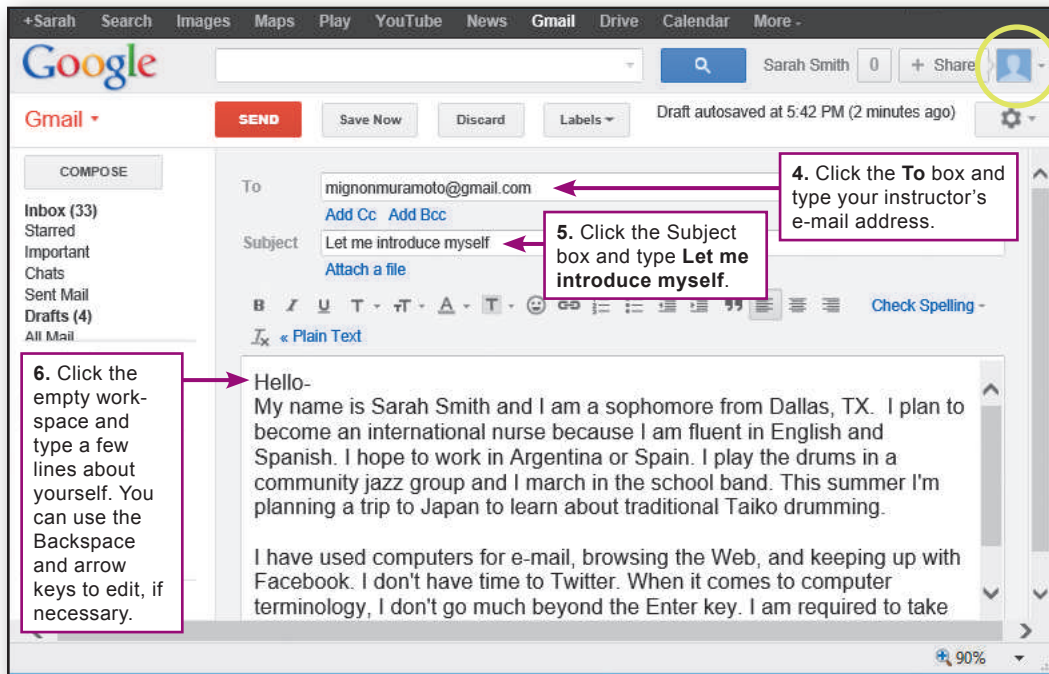 +Sarah Search Images Maps Play YouTube News Gmail Drive Calendar More
Google
Sarah Smith 0 + Share
Gmail
SEND Save Now Discard Labels Draft autosaved at 5:42 PM (2 minutes ago)
COMPOSE
Inbox (33)
Starred
Important
Chats
Sent Mail
Drafts (4)
All Mail
To mignonmuramoto@gmail.com
Add Cc Add Bcc
Subject Let me introduce myself
Attach a file
4. Click the To box and
type your instructor's
e-mail address.
5. Click the Subject
box and type Let me
introduce myself.
B I U T T A T Check Spelling
Tx « Plain Text
6. Click the
empty work-
space and
type a few
lines about
yourself. You
can use the
Backspace
and arrow
keys to edit, if
necessary.
Hello-
My name is Sarah Smith and I am a sophomore from Dallas, TX. I plan to
become an international nurse because I am fluent in English and
Spanish. I hope to work in Argentina or Spain. I play the drums in a
community jazz group and I march in the school band. This summer I'm
planning a trip to Japan to learn about traditional Taiko drumming.
I have used computers for e-mail, browsing the Web, and keeping up with
Facebook. I don't have time to Twitter. When it comes to computer
terminology, I don't go much beyond the Enter key. I am required to take
90%